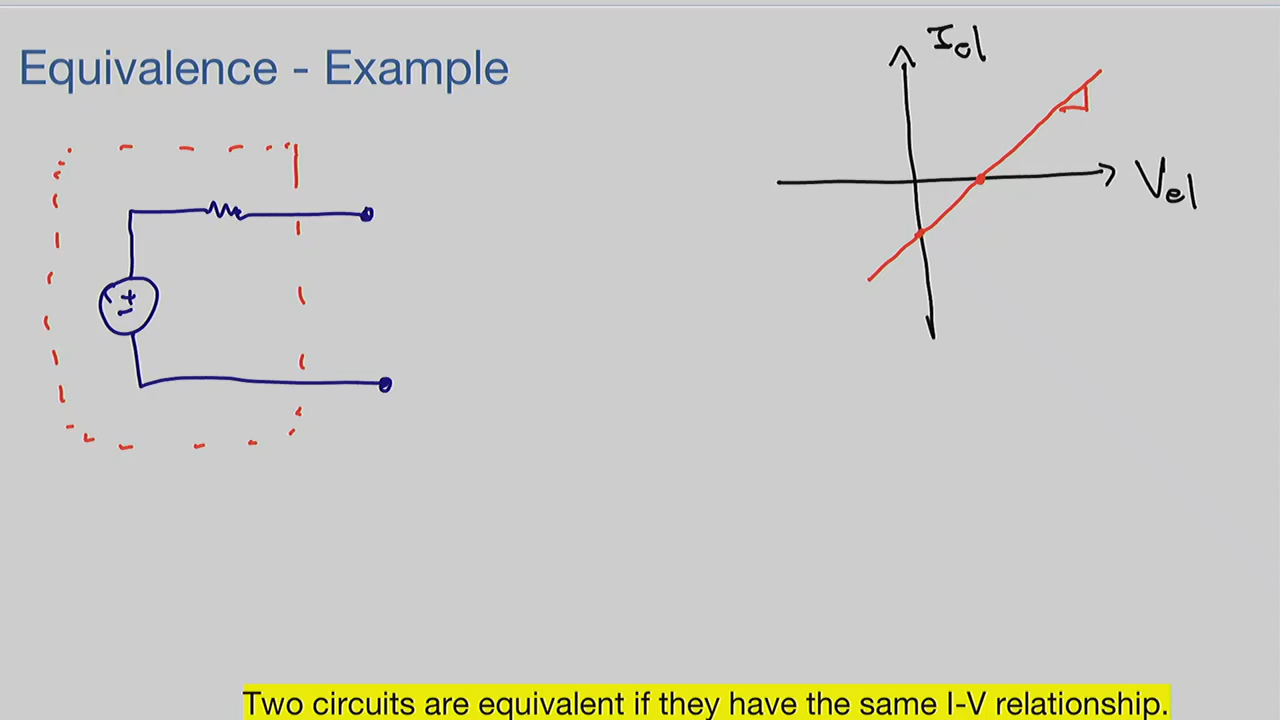 Equivalence - Example
Iel
Vel
+
−
Two circuits are equivalent if they have the same I-V relationship.